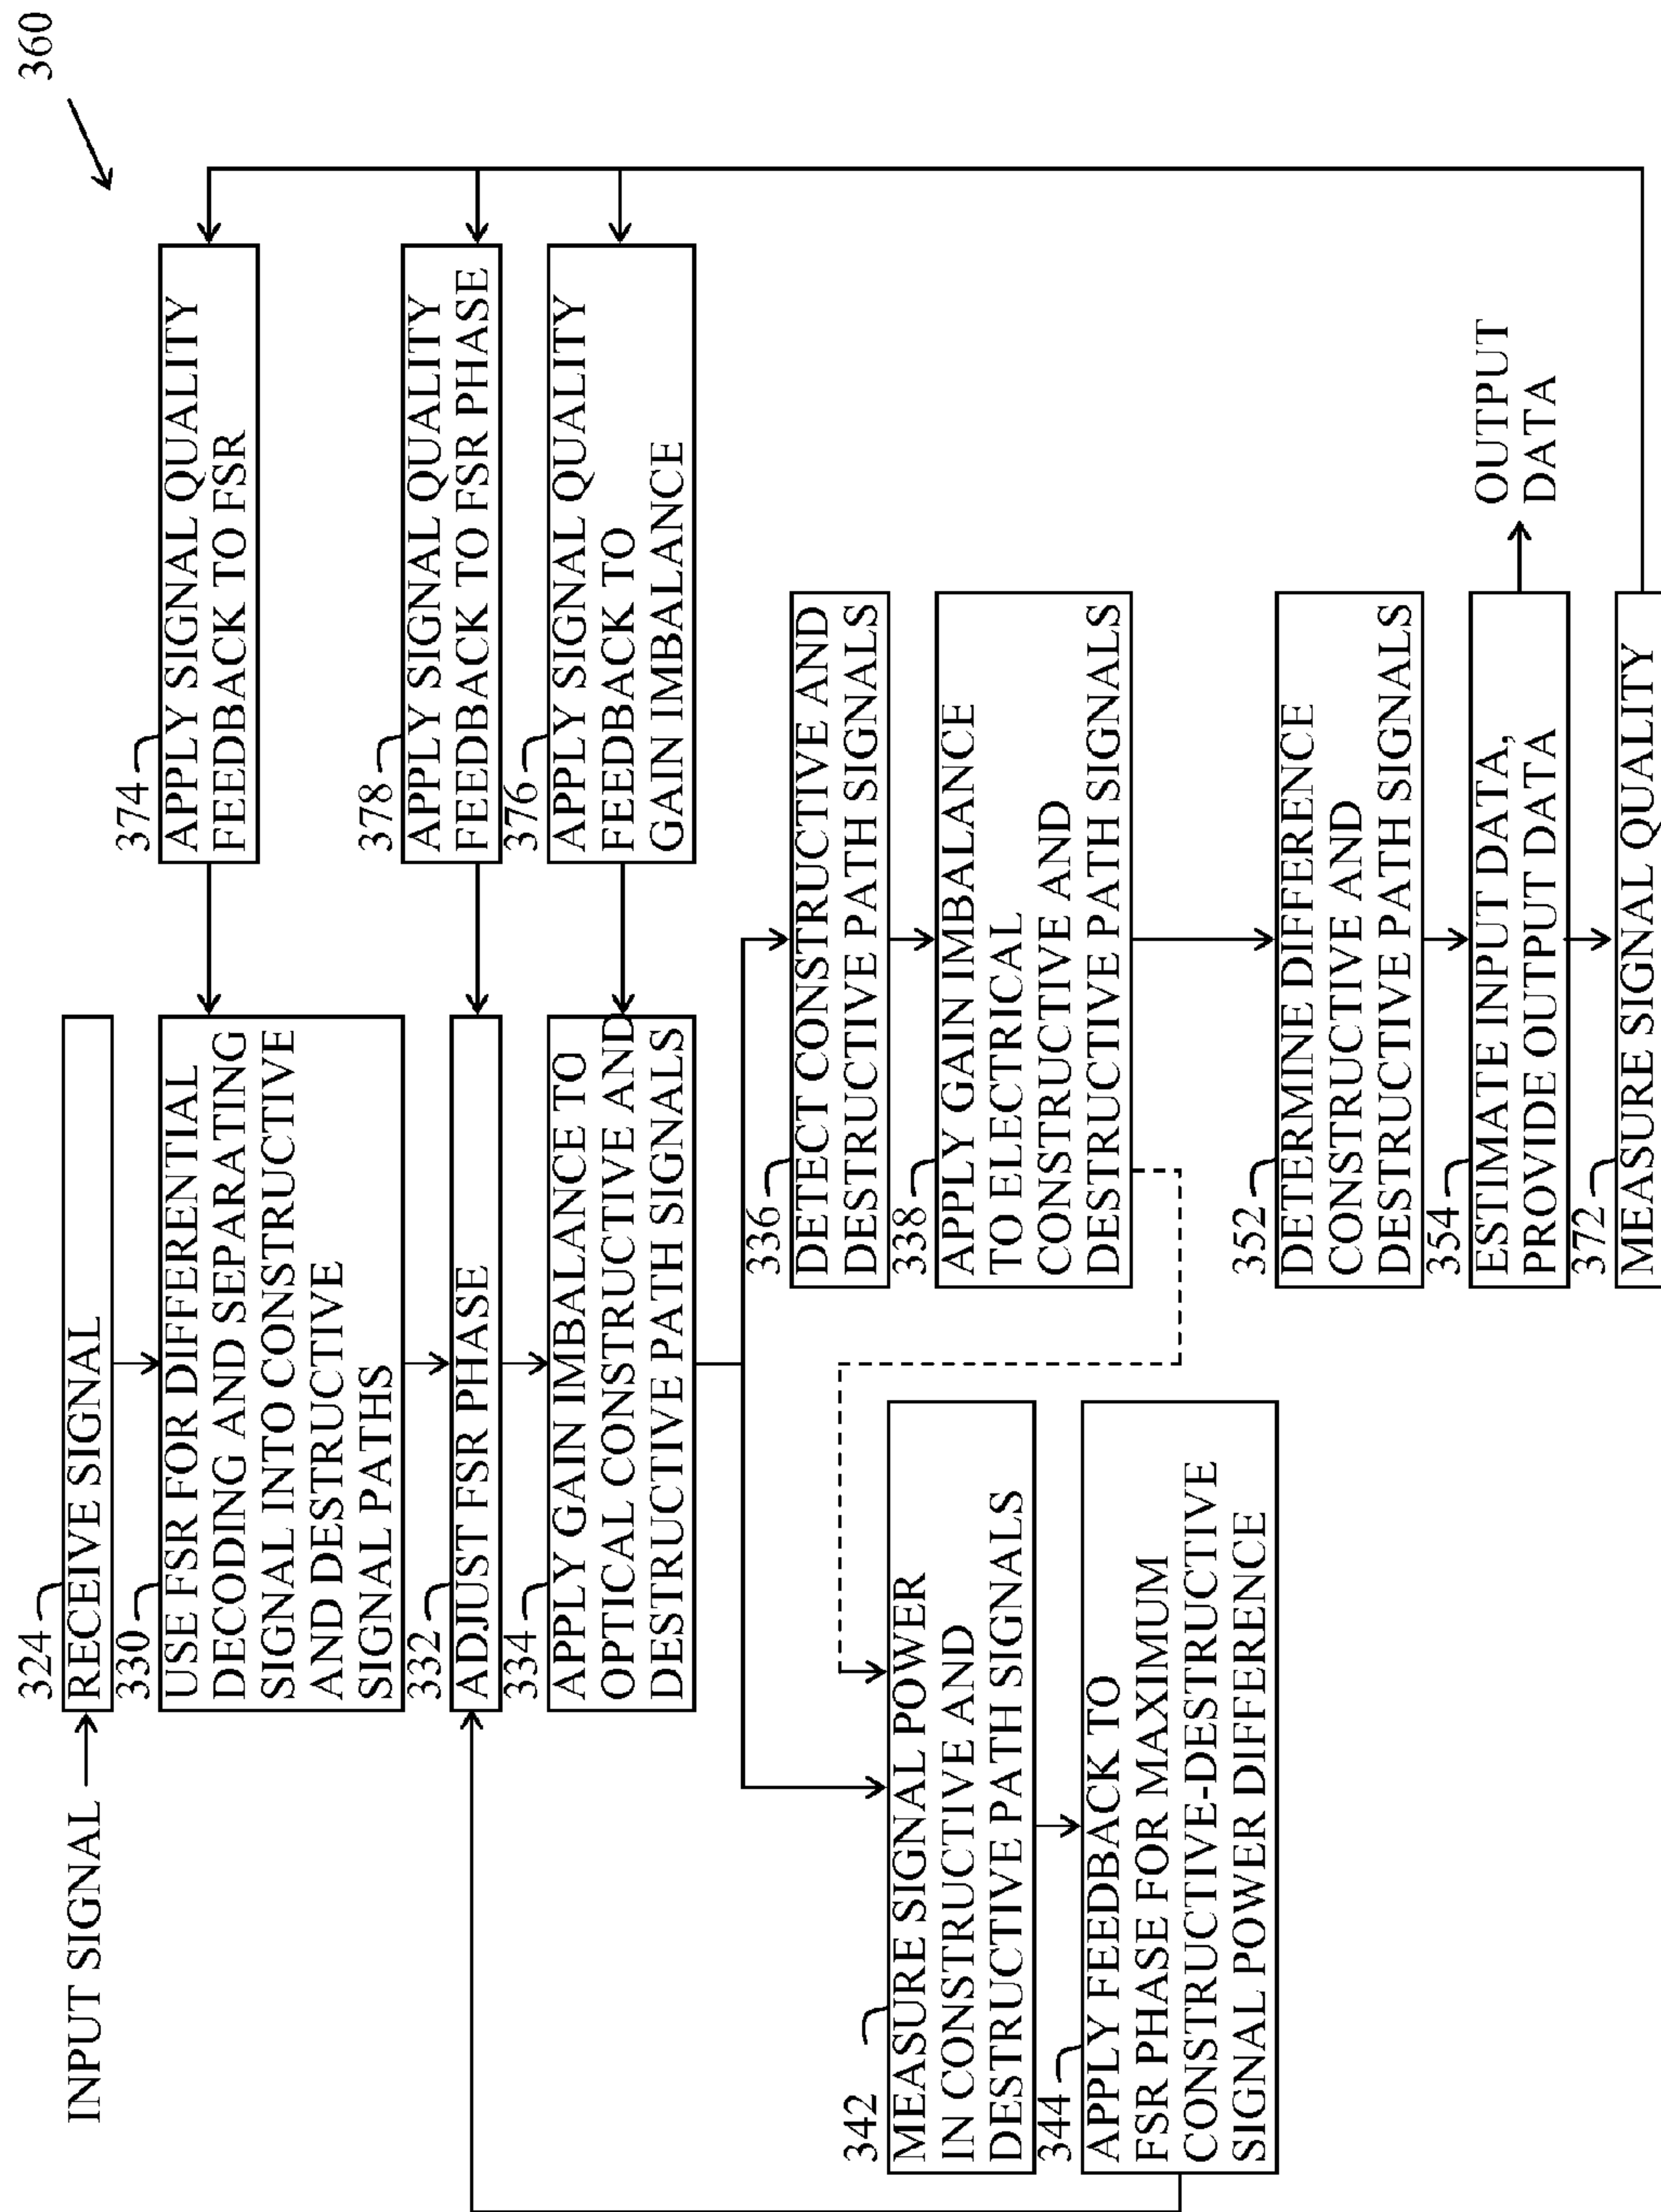 360
INPUT SIGNAL
324
RECEIVE SIGNAL
330
USE FSR FOR DIFFERENTIAL
DECODING AND SEPARATING
SIGNAL INTO CONSTRUCTIVE
AND DESTRUCTIVE
SIGNAL PATHS
332
ADJUST FSR PHASE
334
APPLY GAIN IMBALANCE TO
OPTICAL CONSTRUCTIVE AND
DESTRUCTIVE PATH SIGNALS
374
APPLY SIGNAL QUALITY
FEEDBACK TO FSR
378
APPLY SIGNAL QUALITY
FEEDBACK TO FSR PHASE
376
APPLY SIGNAL QUALITY
FEEDBACK TO
GAIN IMBALANCE
342
MEASURE SIGNAL POWER
IN CONSTRUCTIVE AND
DESTRUCTIVE PATH SIGNALS
344
APPLY FEEDBACK TO
FSR PHASE FOR MAXIMUM
CONSTRUCTIVE-DESTRUCTIVE
SIGNAL POWER DIFFERENCE
336
DETECT CONSTRUCTIVE AND
DESTRUCTIVE PATH SIGNALS
338
APPLY GAIN IMBALANCE
TO ELECTRICAL
CONSTRUCTIVE AND
DESTRUCTIVE PATH SIGNALS
352
DETERMINE DIFFERENCE
CONSTRUCTIVE AND
DESTRUCTIVE PATH SIGNALS
354
ESTIMATE INPUT DATA,
PROVIDE OUTPUT DATA
OUTPUT
DATA
372
MEASURE SIGNAL QUALITY